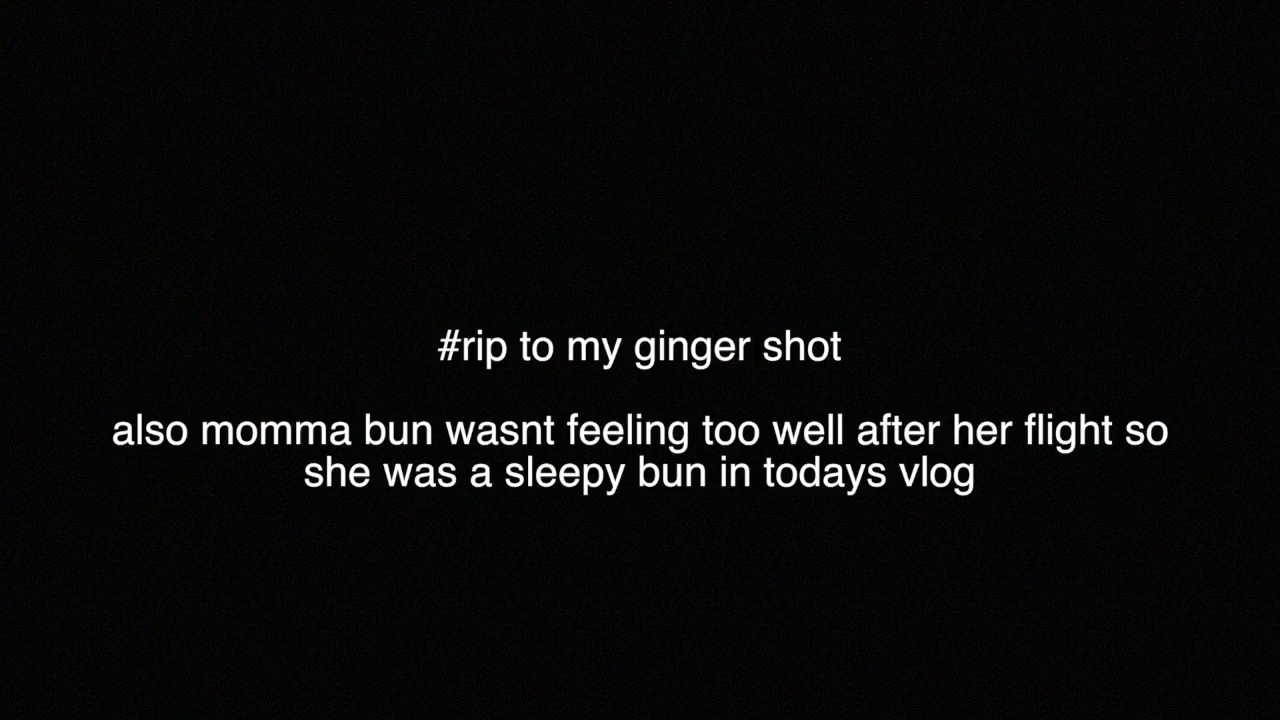 #rip to my ginger shot
also momma bun wasnt feeling too well after her flight so
she was a sleepy bun in todays vlog